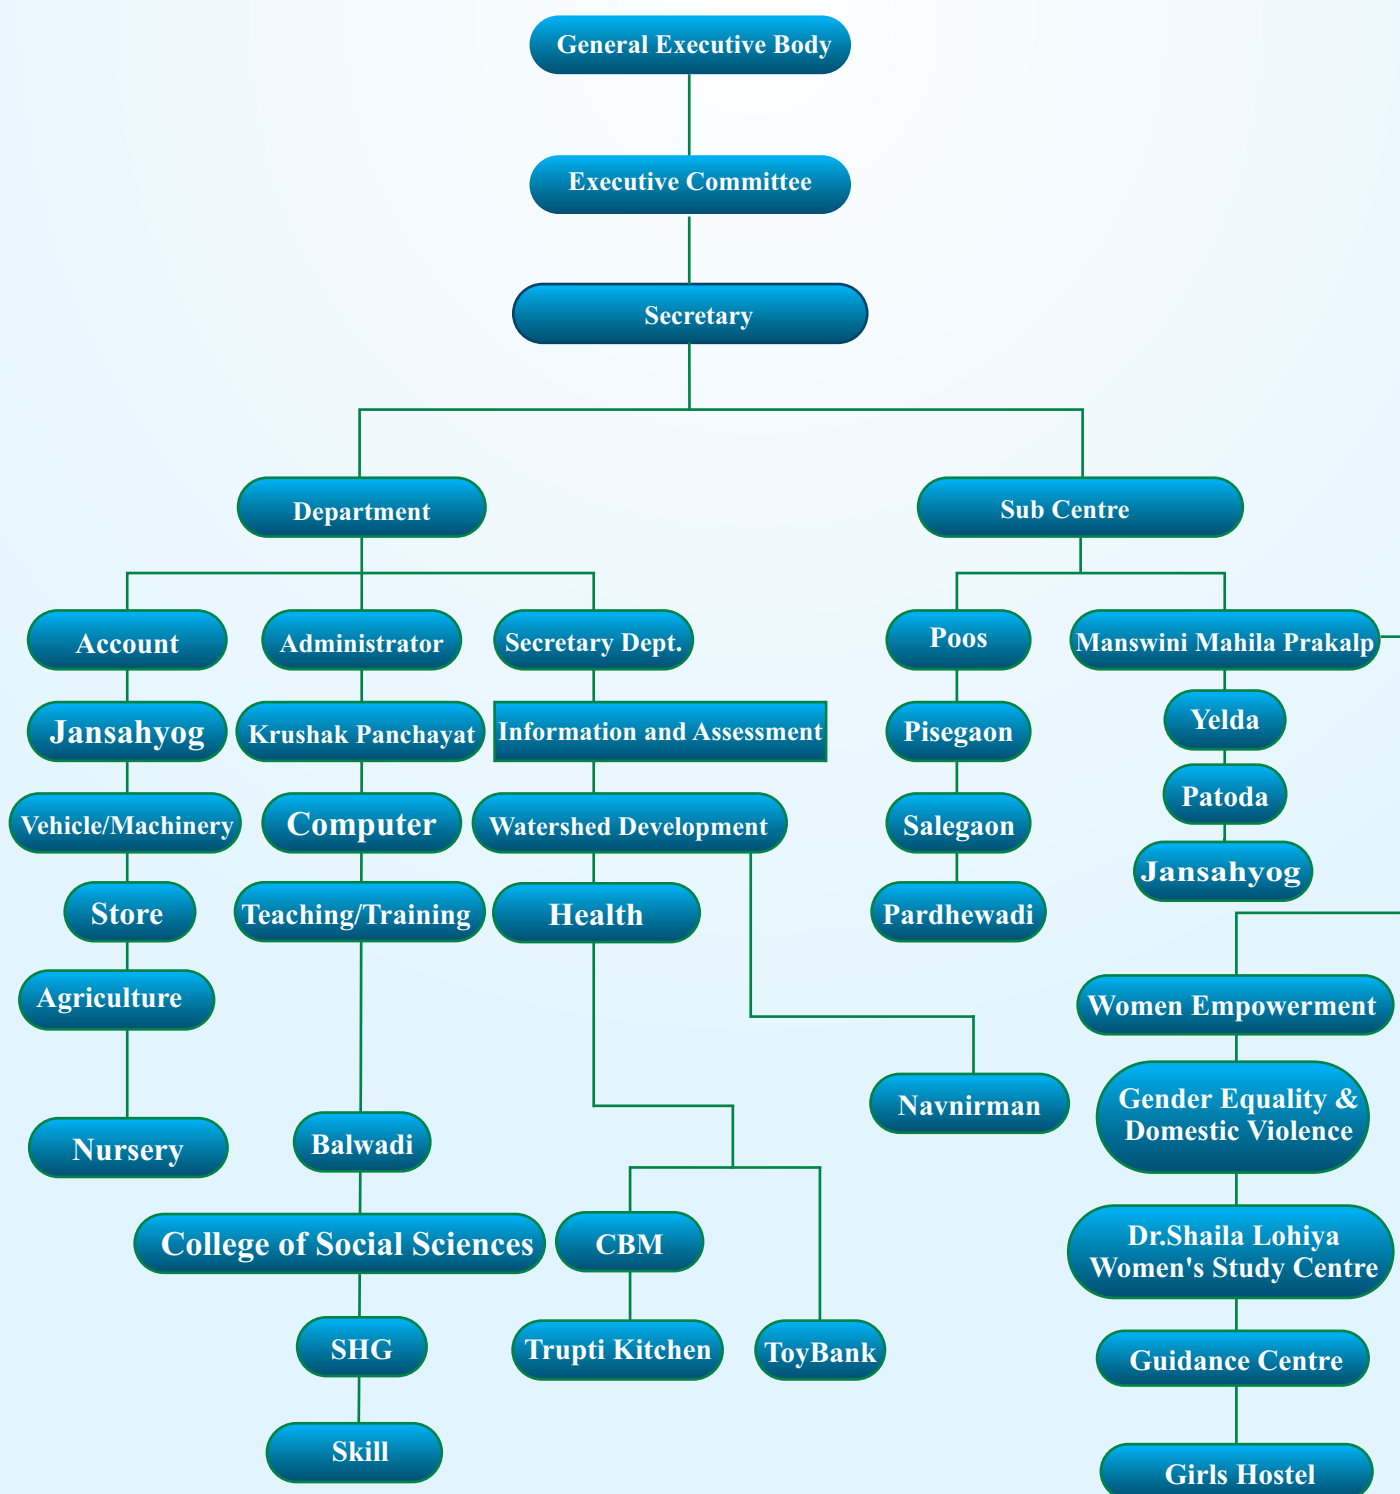 General Executive Body
Executive Committee
Secretary
Department
Sub Centre
Account
Administrator
Secretary Dept.
Poos
Manswini Mahila Prakalp
Jansahyog
Krushak Panchayat
Information and Assessment
Pisegaon
Yelda
Vehicle/Machinery
Computer
Watershed Development
Salegaon
Patoda
Jansahyog
Store
Teaching/Training
Health
Pardhewadi
Agriculture
Women Empowerment
Navnirman
Gender Equality &
Domestic Violence
Nursery
Balwadi
College of Social Sciences
CBM
Dr.Shaila Lohiya
Women's Study Centre
SHG
Trupti Kitchen
ToyBank
Guidance Centre
Skill
Girls Hostel